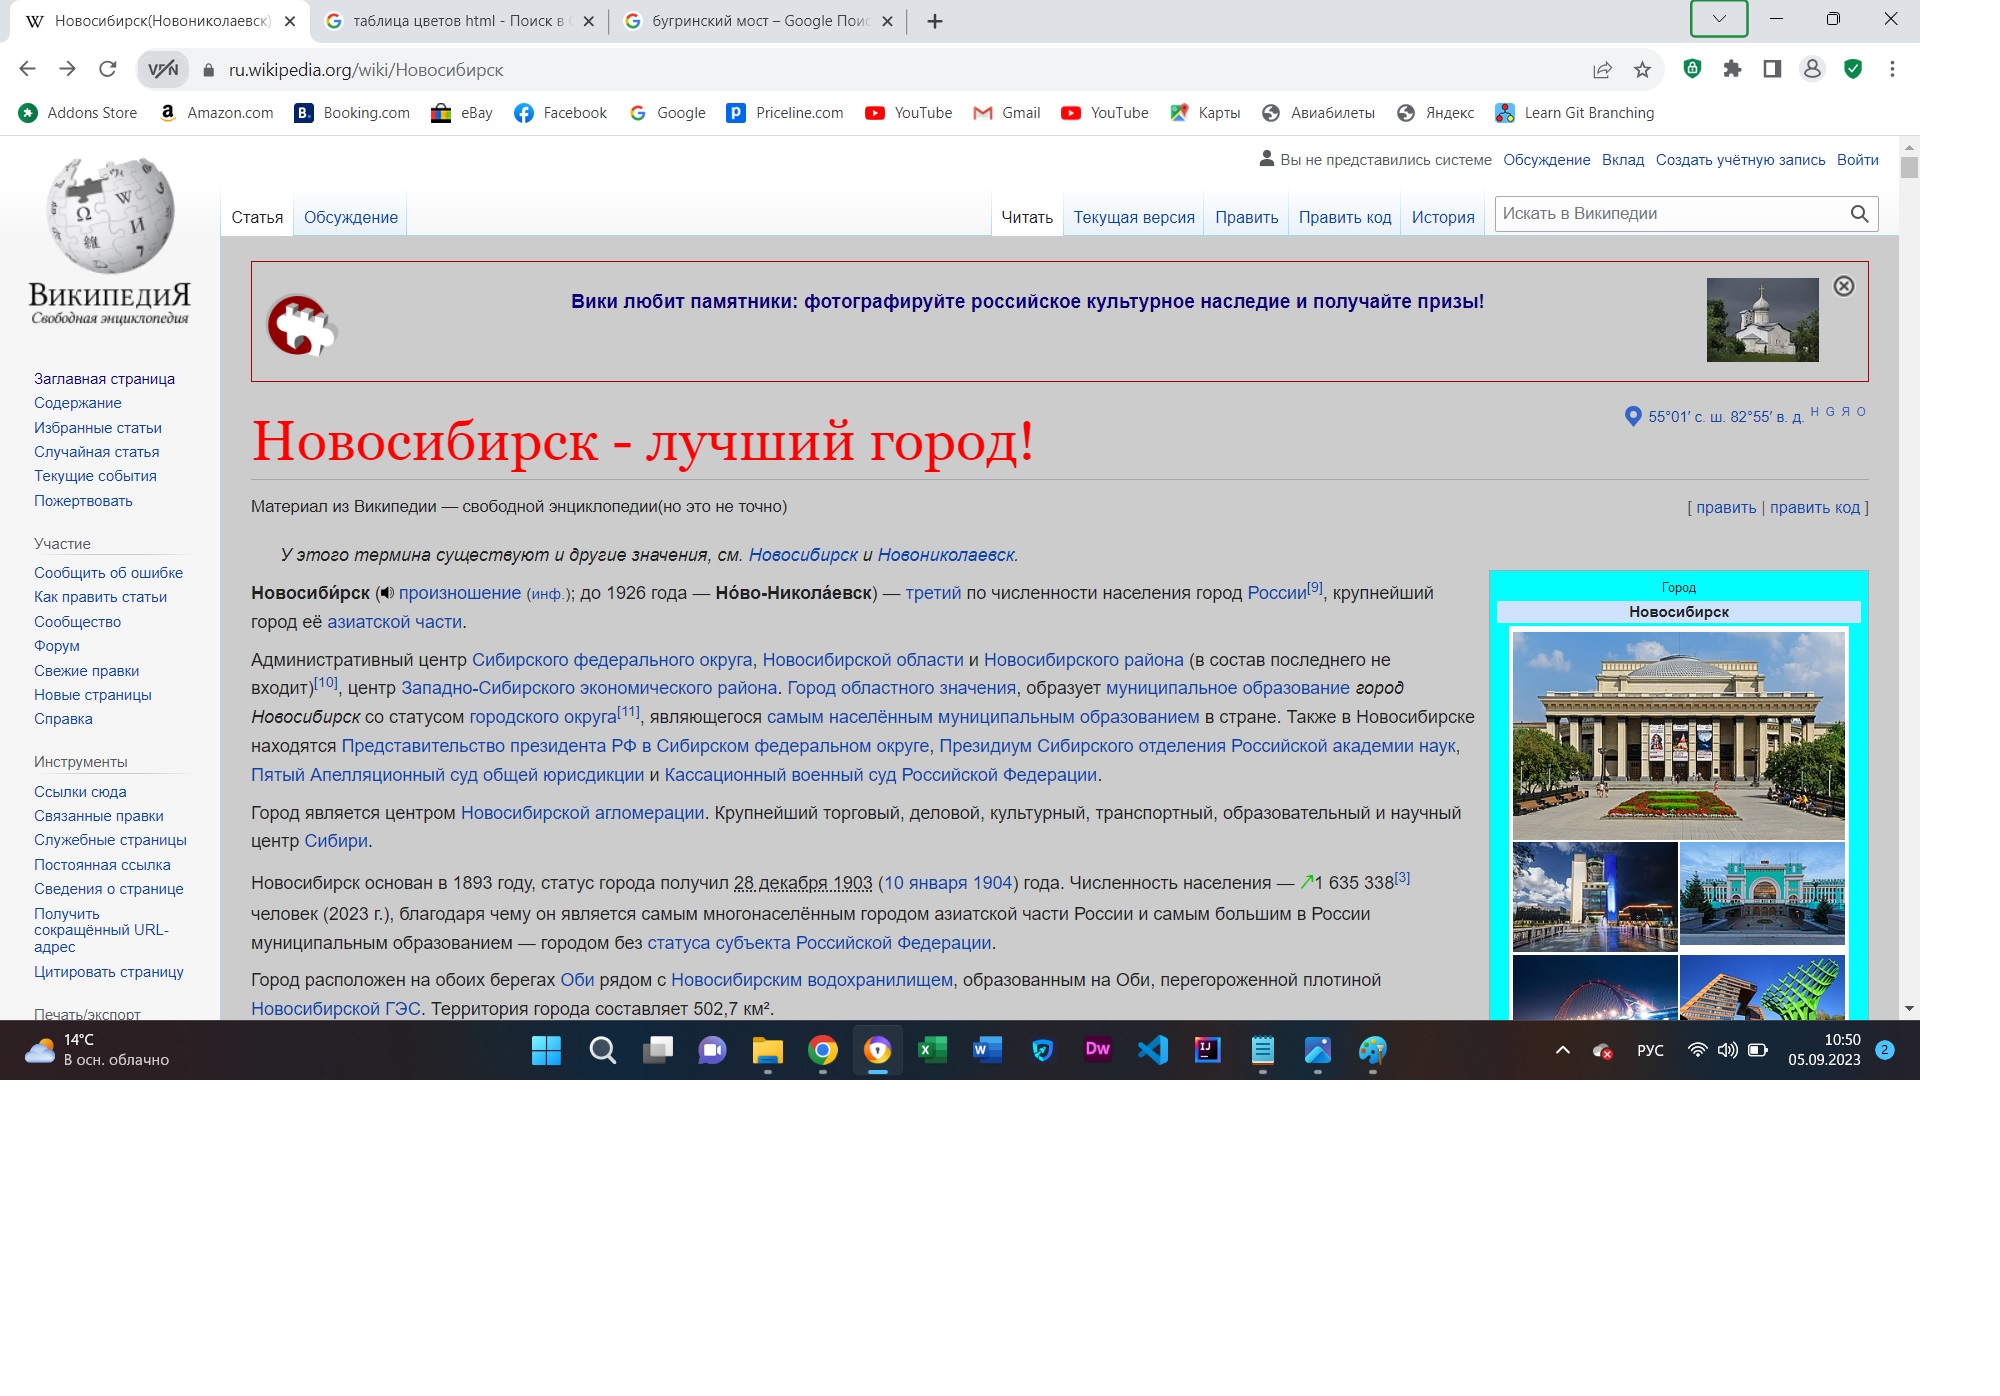 Новосибирск(Новониколаевск)
таблица цветов html - Поиск в
бугринский мост – Google
VPN
ru.wikipedia.org/wiki/Новосибирск
Addons Store Amazon.com Booking.com eBay Facebook Google Priceline.com YouTube Gmail YouTube Карты Авиабилеты Яндекс Learn Git Branching
Вы не представились системе Обсуждение Вклад Создать учётную запись Войти
Статья Обсуждение Читать Текущая версия Править Править код История Искать в Википедии
ВикипедиЯ
Свободная энциклопедия
Заглавная страница
Содержание
Избранные статьи
Случайная статья
Текущие события
Пожертвовать
Участие
Сообщить об ошибке
Как править статьи
Сообщество
Форум
Свежие правки
Новые страницы
Справка
Инструменты
Ссылки сюда
Связанные правки
Служебные страницы
Постоянная ссылка
Сведения о странице
Получить
сокращённый URL-
адрес
Цитировать страницу
Печать/экспорт
Вики любит памятники: фотографируйте российское культурное наследие и получайте призы!
55°01′ с. ш. 82°55′ в. д. H G Я O
Новосибирск - лучший город!
Материал из Википедии — свободной энциклопедии(но это не точно)
[ править | править код ]
У этого термина существуют и другие значения, см. Новосибирск и Новониколаевск.
Новосиби́рск ( произношение (инф.); до 1926 года — Но́во-Никола́евск) — третий по численности населения город России[9], крупнейший
город её азиатской части.
Административный центр Сибирского федерального округа, Новосибирской области и Новосибирского района (в состав последнего не
входит)[10], центр Западно-Сибирского экономического района. Город областного значения, образует муниципальное образование город
Новосибирск со статусом городского округа[11], являющегося самым населённым муниципальным образованием в стране. Также в Новосибирске
находятся Представительство президента РФ в Сибирском федеральном округе, Президиум Сибирского отделения Российской академии наук,
Пятый Апелляционный суд общей юрисдикции и Кассационный военный суд Российской Федерации.
Город является центром Новосибирской агломерации. Крупнейший торговый, деловой, культурный, транспортный, образовательный и научный
центр Сибири.
Новосибирск основан в 1893 году, статус города получил 28 декабря 1903 (10 января 1904) года. Численность населения — ↗1 635 338[3]
человек (2023 г.), благодаря чему он является самым многонаселённым городом азиатской части России и самым большим в России
муниципальным образованием — городом без статуса субъекта Российской Федерации.
Город расположен на обоих берегах Оби рядом с Новосибирским водохранилищем, образованным на Оби, перегороженной плотиной
Новосибирской ГЭС. Территория города составляет 502,7 км².
Город
Новосибирск
14°C
В осн. облачно
Dw
IJ
РУС
10:50
05.09.2023
2